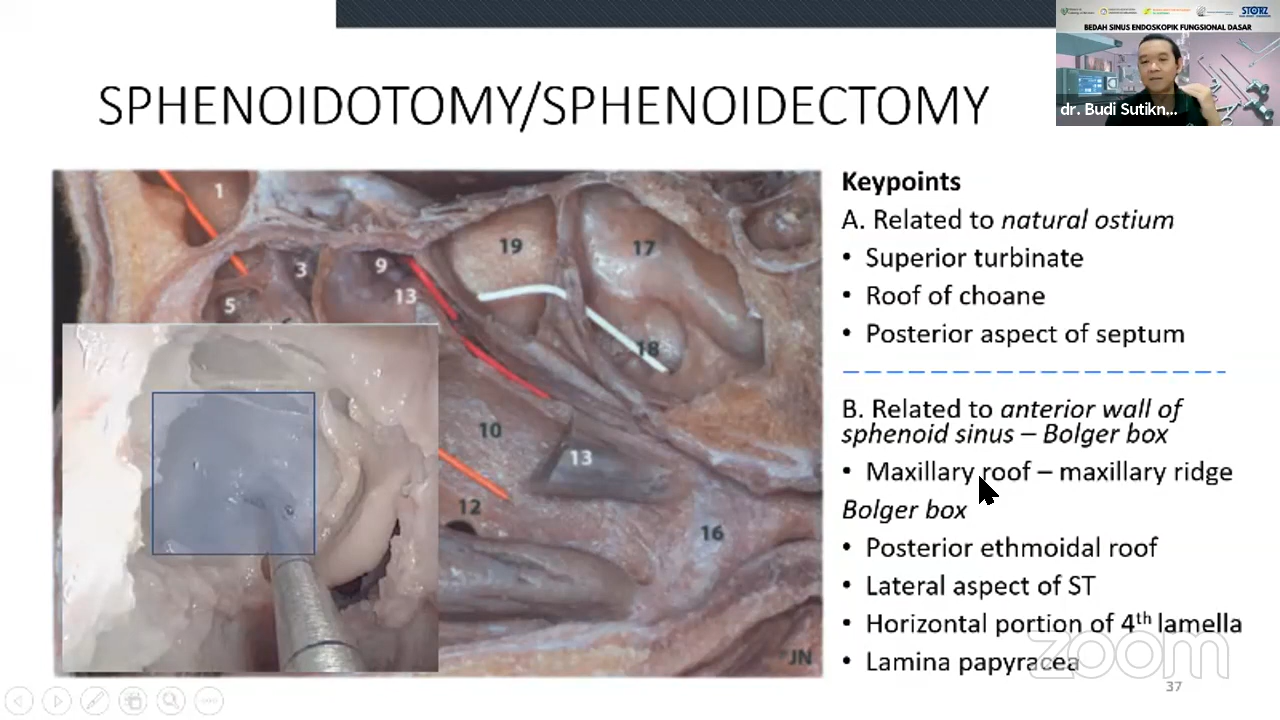 STORZ
BEDAH SINUS ENDOSKOPIK FUNGSIONAL DASAR
dr. Budi Sutikn...
SPHENOIDOTOMY/SPHENOIDECTOMY
1
3
9
19
17
5
13
18
10
13
12
16
JN
Keypoints
A. Related to natural ostium
• Superior turbinate
• Roof of choane
• Posterior aspect of septum
B. Related to anterior wall of
sphenoid sinus – Bolger box
• Maxillary roof – maxillary ridge
Bolger box
• Posterior ethmoidal roof
• Lateral aspect of ST
• Horizontal portion of 4th lamella
• Lamina papyracea
zoom
37